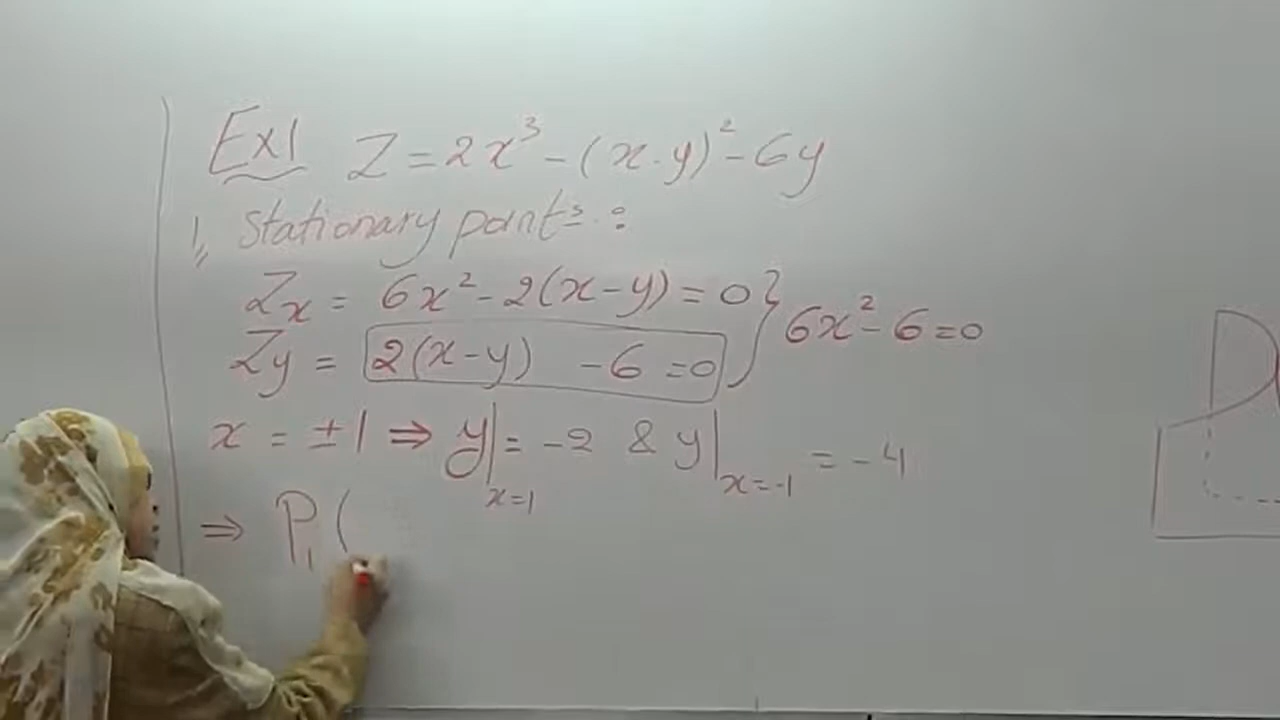 Ex1 Z = 2x³ - (x-y)² - 6y
1, Stationary points :
Zx = 6x² - 2(x-y) = 0 } 6x² - 6 = 0
Zy = 2(x-y) - 6 = 0
x = ±1 ⇒ y|x=1 = -2 & y|x=-1 = -4
⇒ P₁(